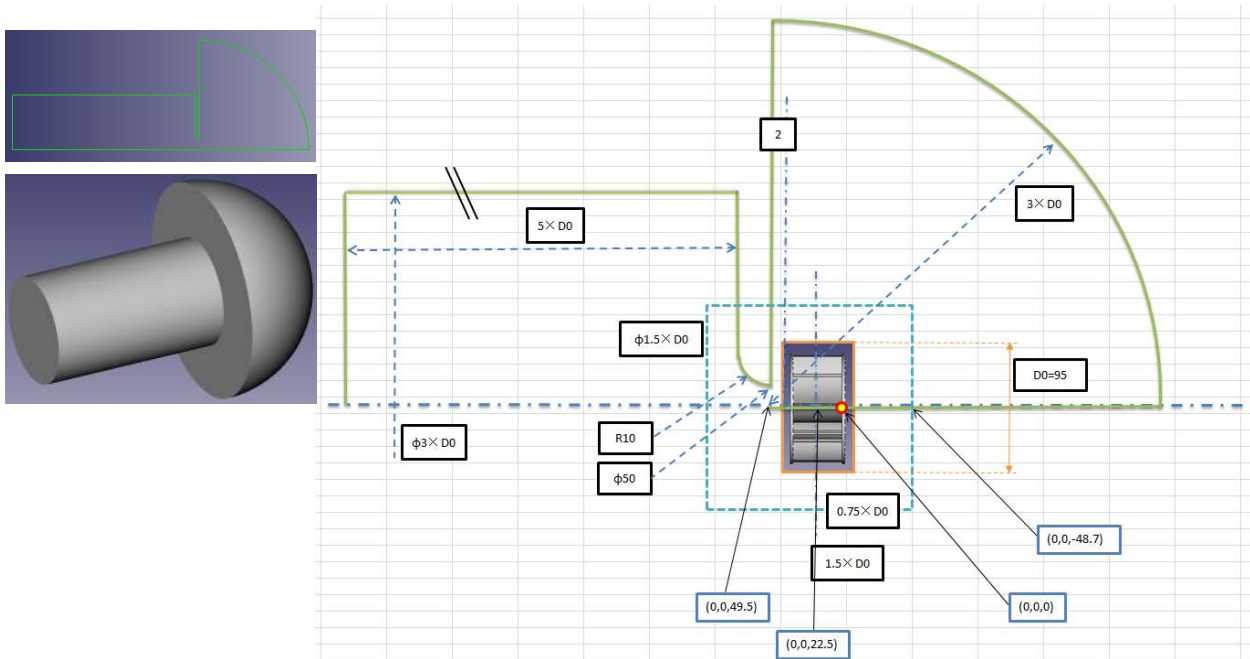 2
3× D0
5× D0
ϕ1.5× D0
D0=95
R10
ϕ3× D0
ϕ50
0.75× D0
(0,0,-48.7)
1.5× D0
(0,0,49.5)
(0,0,0)
(0,0,22.5)